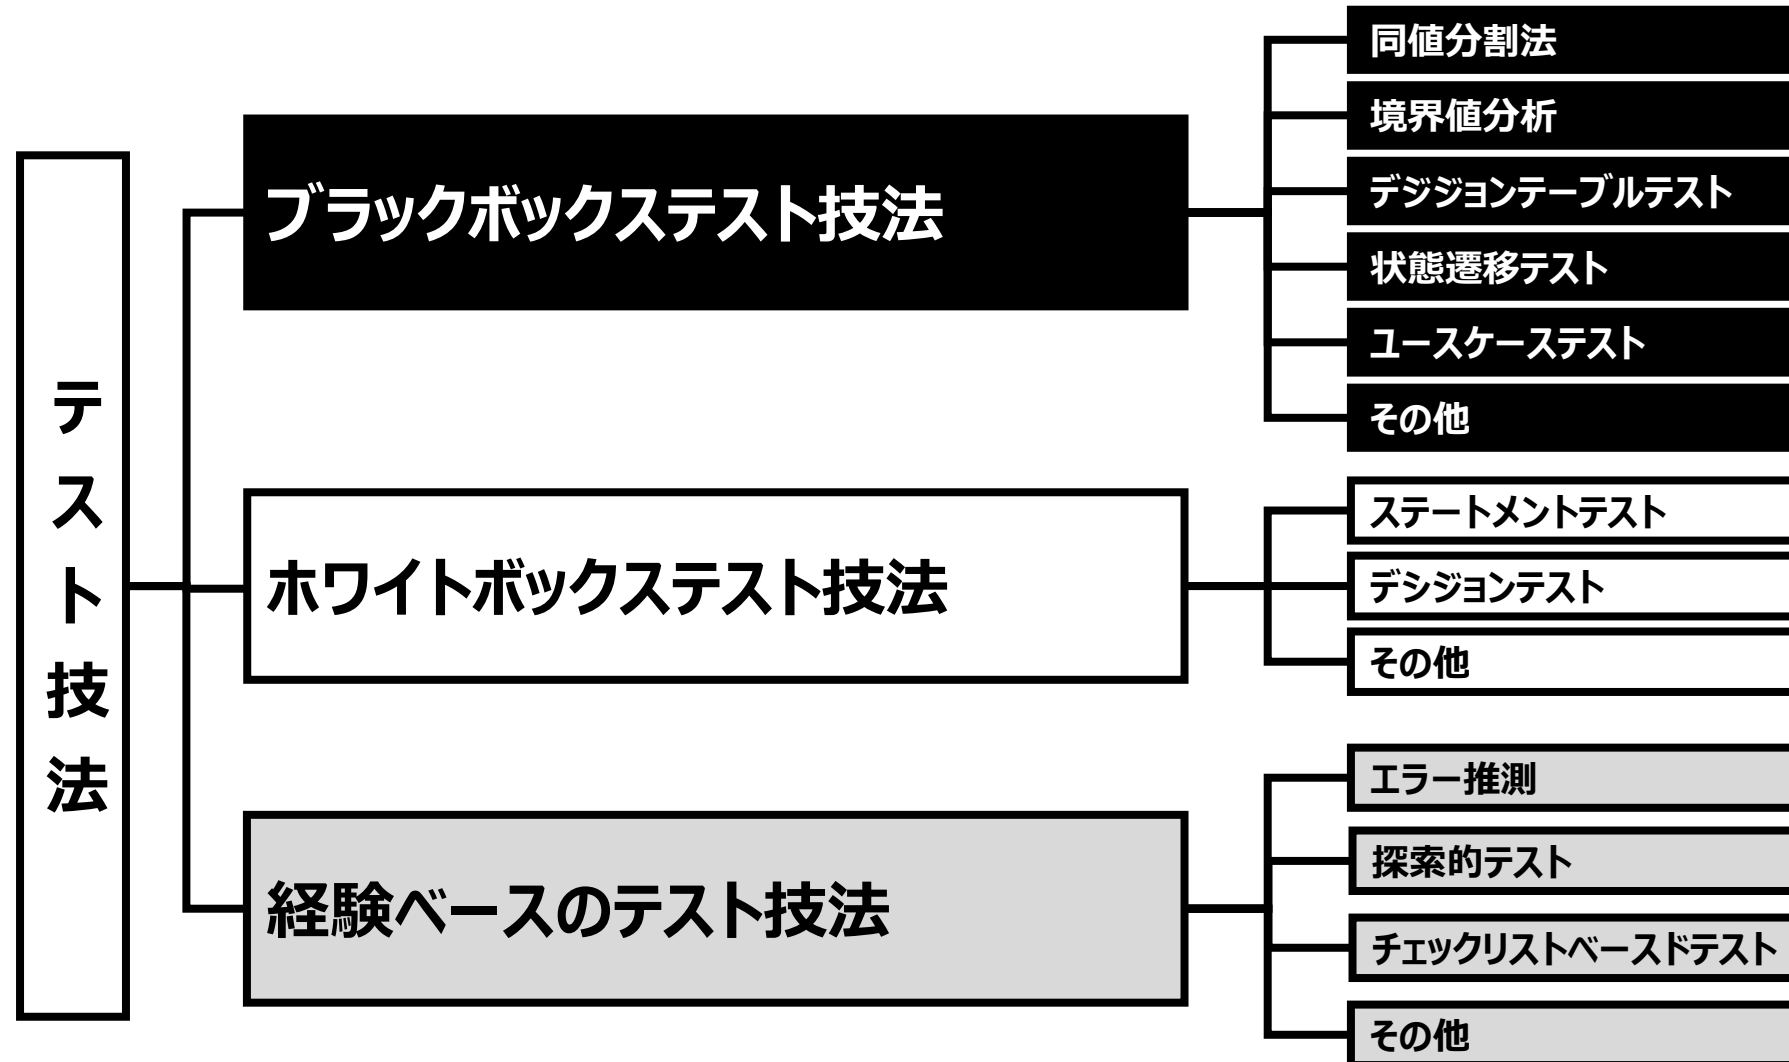 テスト技法
ブラックボックステスト技法
同値分割法
境界値分析
デジジョンテーブルテスト
状態遷移テスト
ユースケーステスト
その他
ホワイトボックステスト技法
ステートメントテスト
デシジョンテスト
その他
経験ベースのテスト技法
エラー推測
探索的テスト
チェックリストベースドテスト
その他